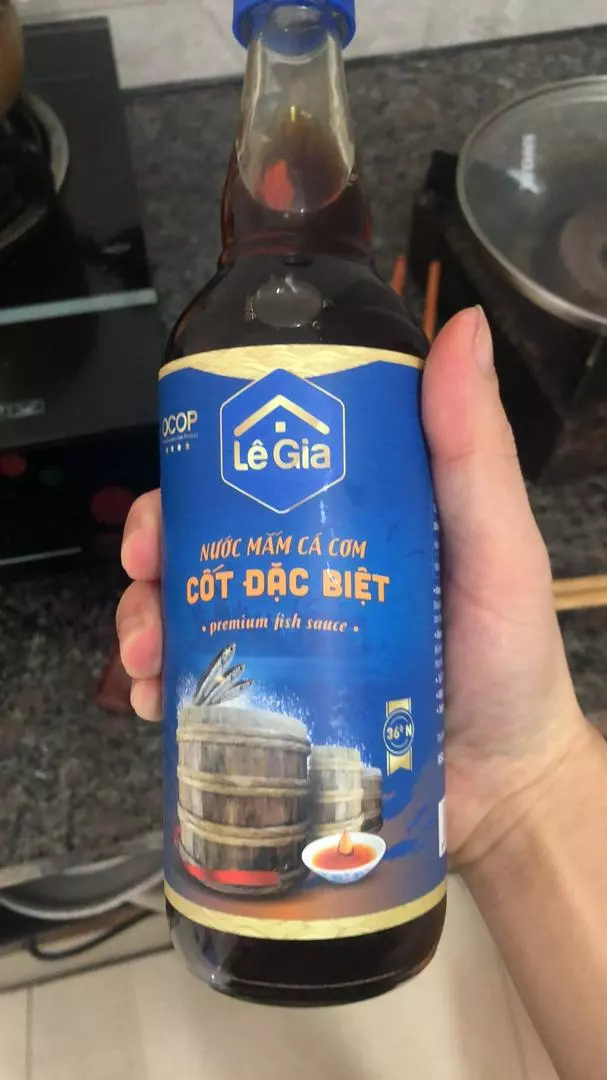 OCOP
Lê Gia
NƯỚC MẮM CÁ CƠM
CỐT ĐẶC BIỆT
• premium fish sauce •
36°N